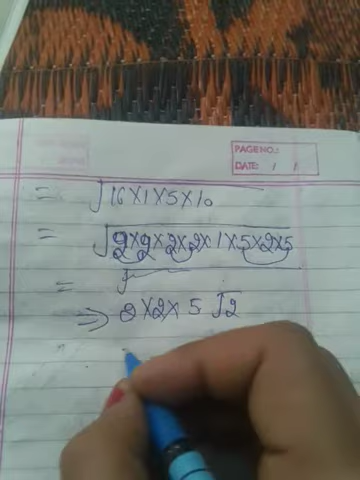 PAGE NO.:
DATE: / /
= √16×1×5×10
= √2×2×2×2×1×5×2×5
= √
⇒ 2×2×5√2